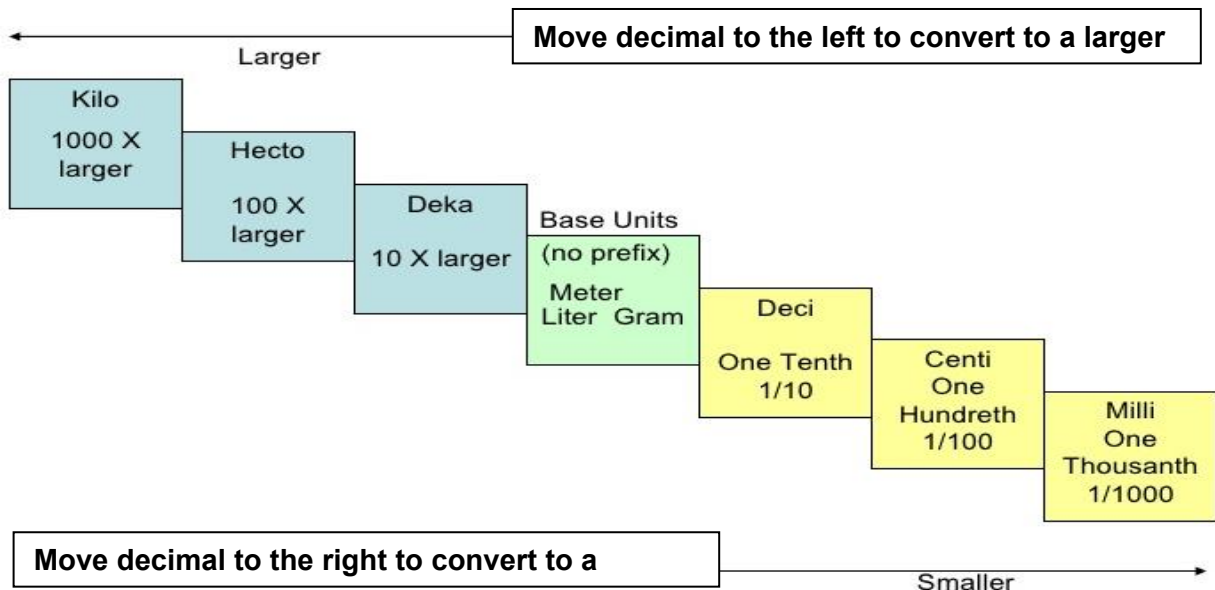 Move decimal to the left to convert to a larger
Larger
Kilo
1000 X
larger
Hecto
100 X
larger
Deka
10 X larger
Base Units
(no prefix)
Meter
Liter Gram
Deci
One Tenth
1/10
Centi
One
Hundreth
1/100
Milli
One
Thousanth
1/1000
Move decimal to the right to convert to a
Smaller